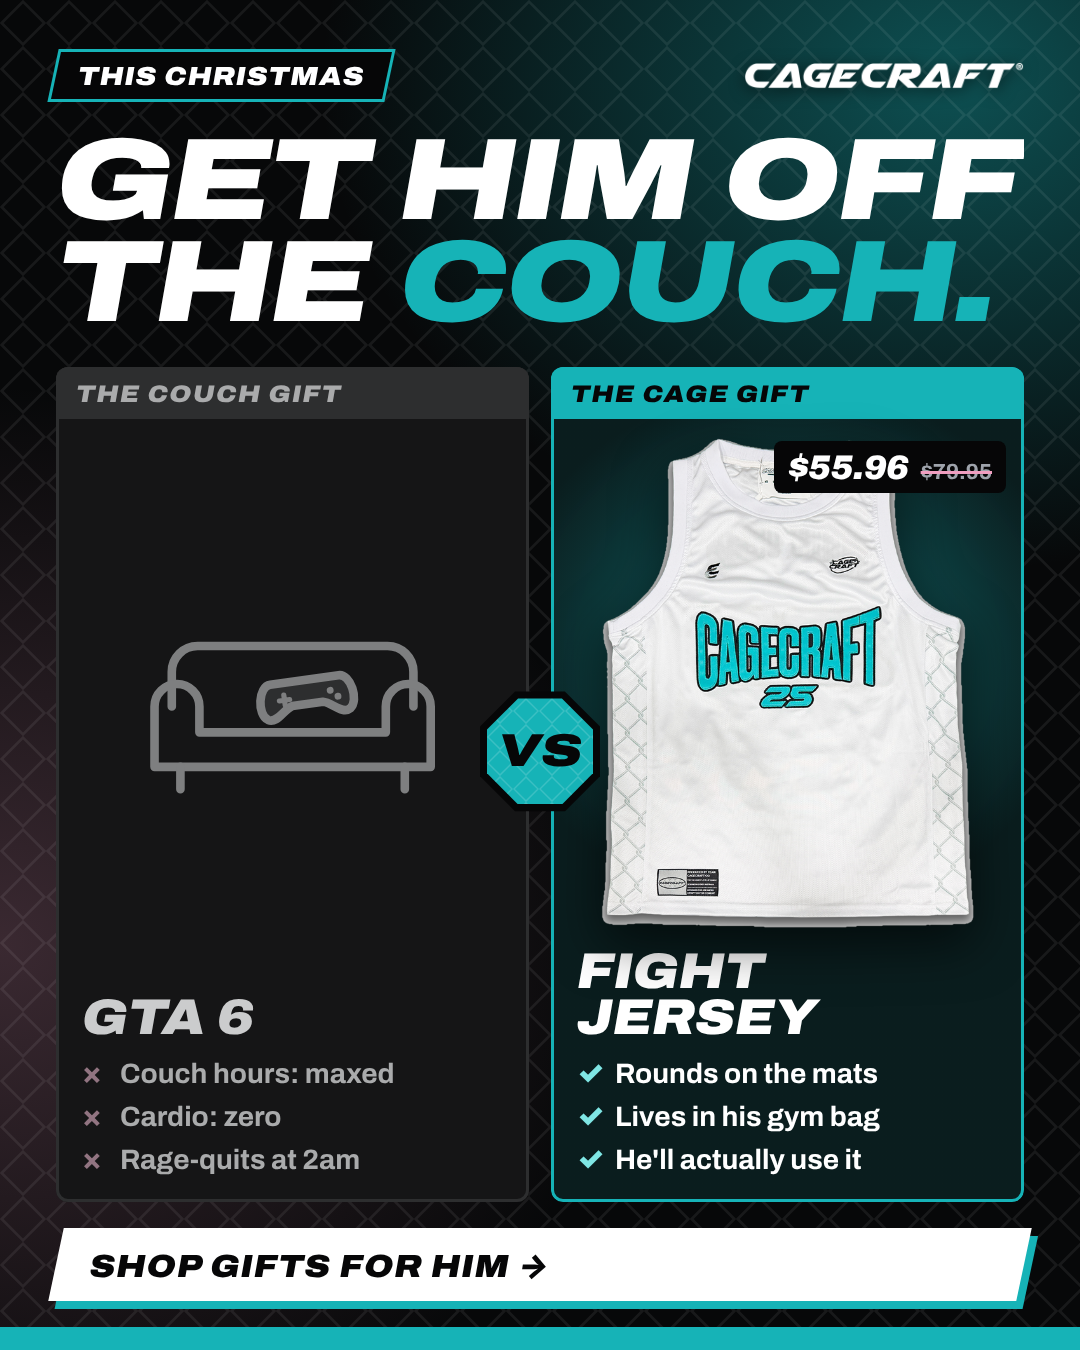 THIS CHRISTMAS
CAGECRAFT®
GET HIM OFF
THE COUCH.
THE COUCH GIFT
GTA 6
× Couch hours: maxed
× Cardio: zero
× Rage-quits at 2am
VS
THE CAGE GIFT
$55.96 $79.95
CAGE
CRAFT
CAGECRAFT
25
FIGHT
JERSEY
✓ Rounds on the mats
✓ Lives in his gym bag
✓ He'll actually use it
SHOP GIFTS FOR HIM →